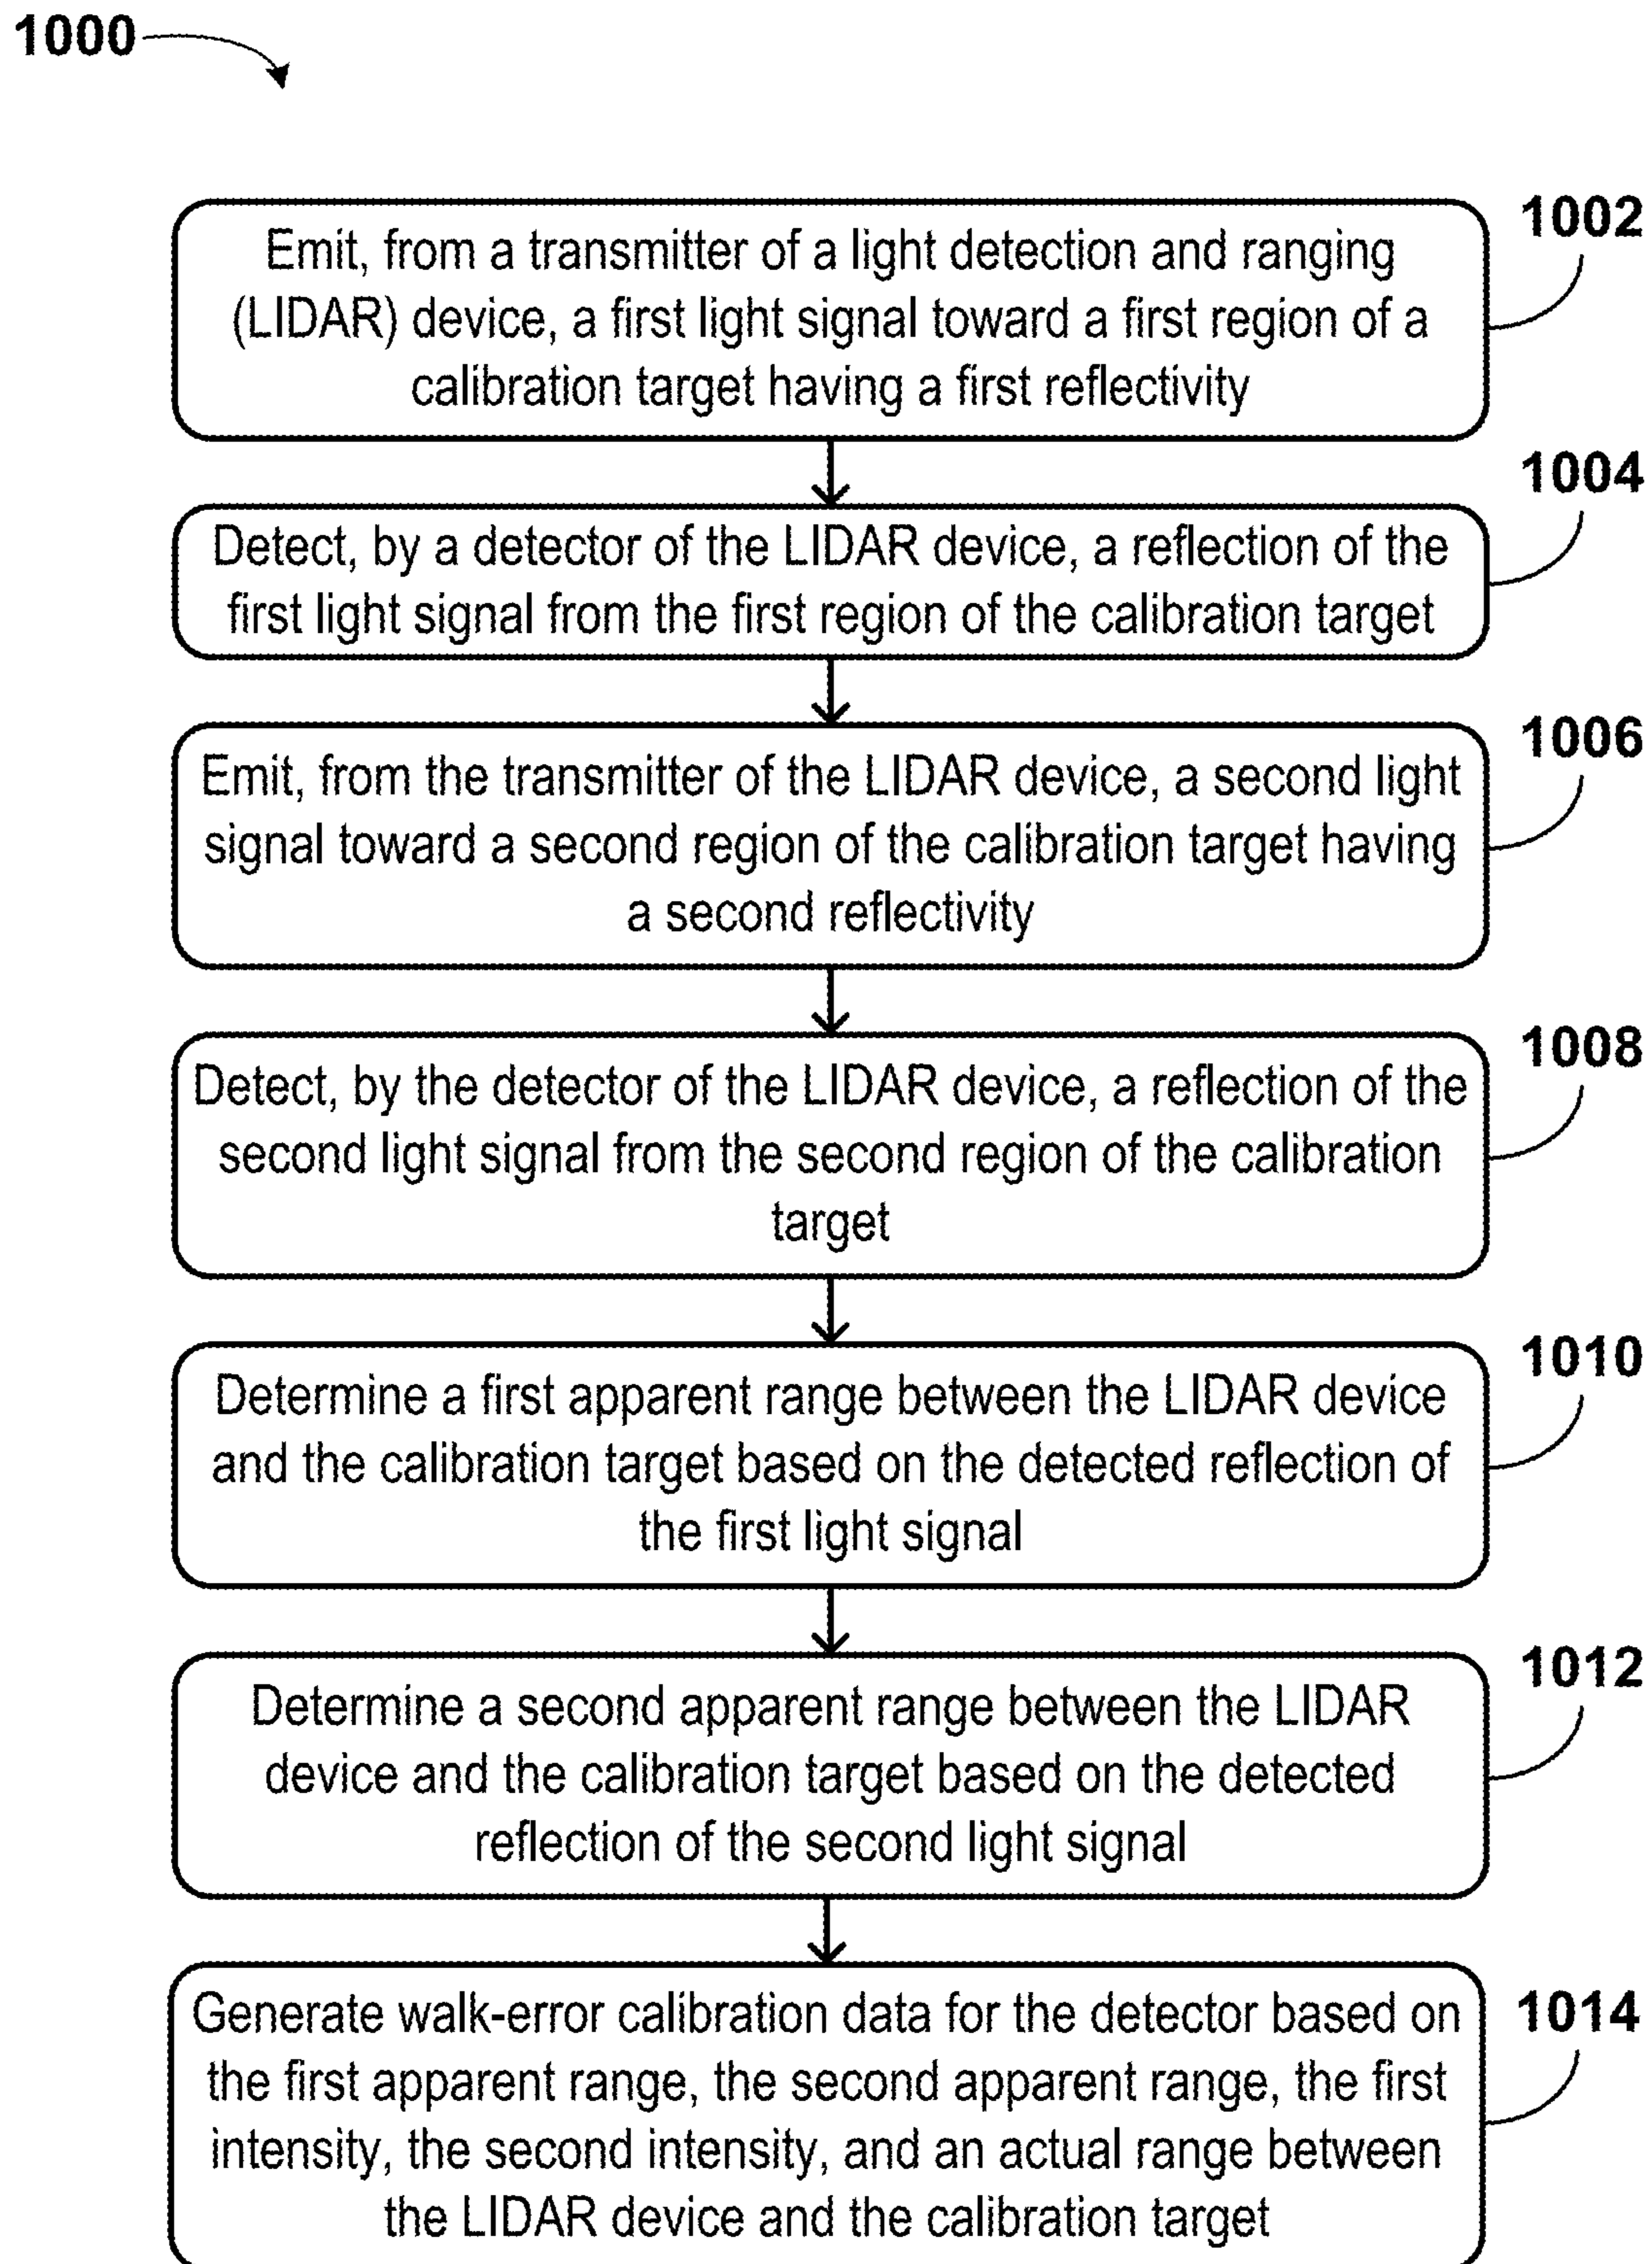 1000
1002
Emit, from a transmitter of a light detection and ranging
(LIDAR) device, a first light signal toward a first region of a
calibration target having a first reflectivity
1004
Detect, by a detector of the LIDAR device, a reflection of the
first light signal from the first region of the calibration target
1006
Emit, from the transmitter of the LIDAR device, a second light
signal toward a second region of the calibration target having
a second reflectivity
1008
Detect, by the detector of the LIDAR device, a reflection of the
second light signal from the second region of the calibration
target
1010
Determine a first apparent range between the LIDAR device
and the calibration target based on the detected reflection of
the first light signal
1012
Determine a second apparent range between the LIDAR
device and the calibration target based on the detected
reflection of the second light signal
1014
Generate walk-error calibration data for the detector based on
the first apparent range, the second apparent range, the first
intensity, the second intensity, and an actual range between
the LIDAR device and the calibration target